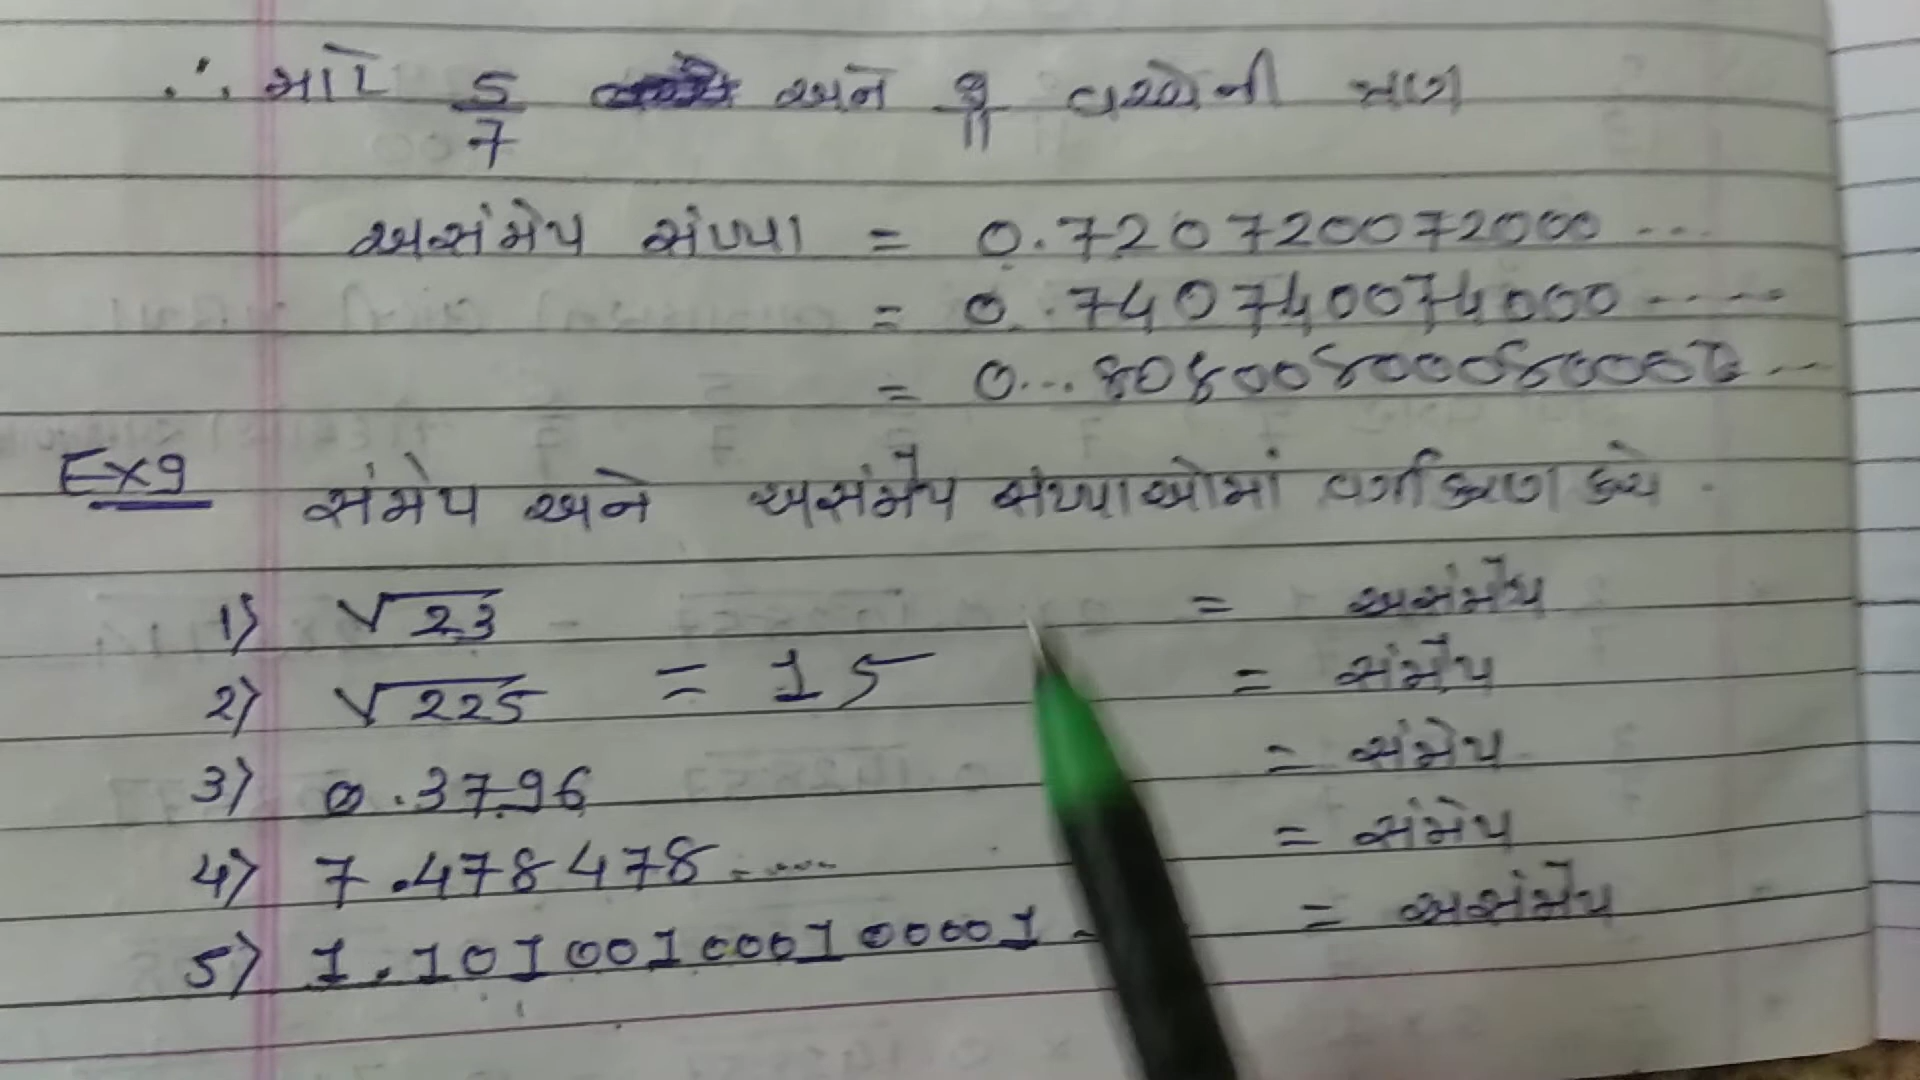 ∴ માટે 5/7 અને 9/11 વચ્ચેની ત્રણ
અસંમેય સંખ્યા = 0.720720072000...
= 0.740740074000.....
= 0...808008000800008...
Ex9 સંમેય અને અસંમેય સંખ્યાઓમાં વર્ગીકરણ કરો.
1) √23 = અસંમેય
2) √225 = 15 = સંમેય
3) 0.3796 = સંમેય
4) 7.478478..... = સંમેય
5) 1.101001000100001. = અસંમેય